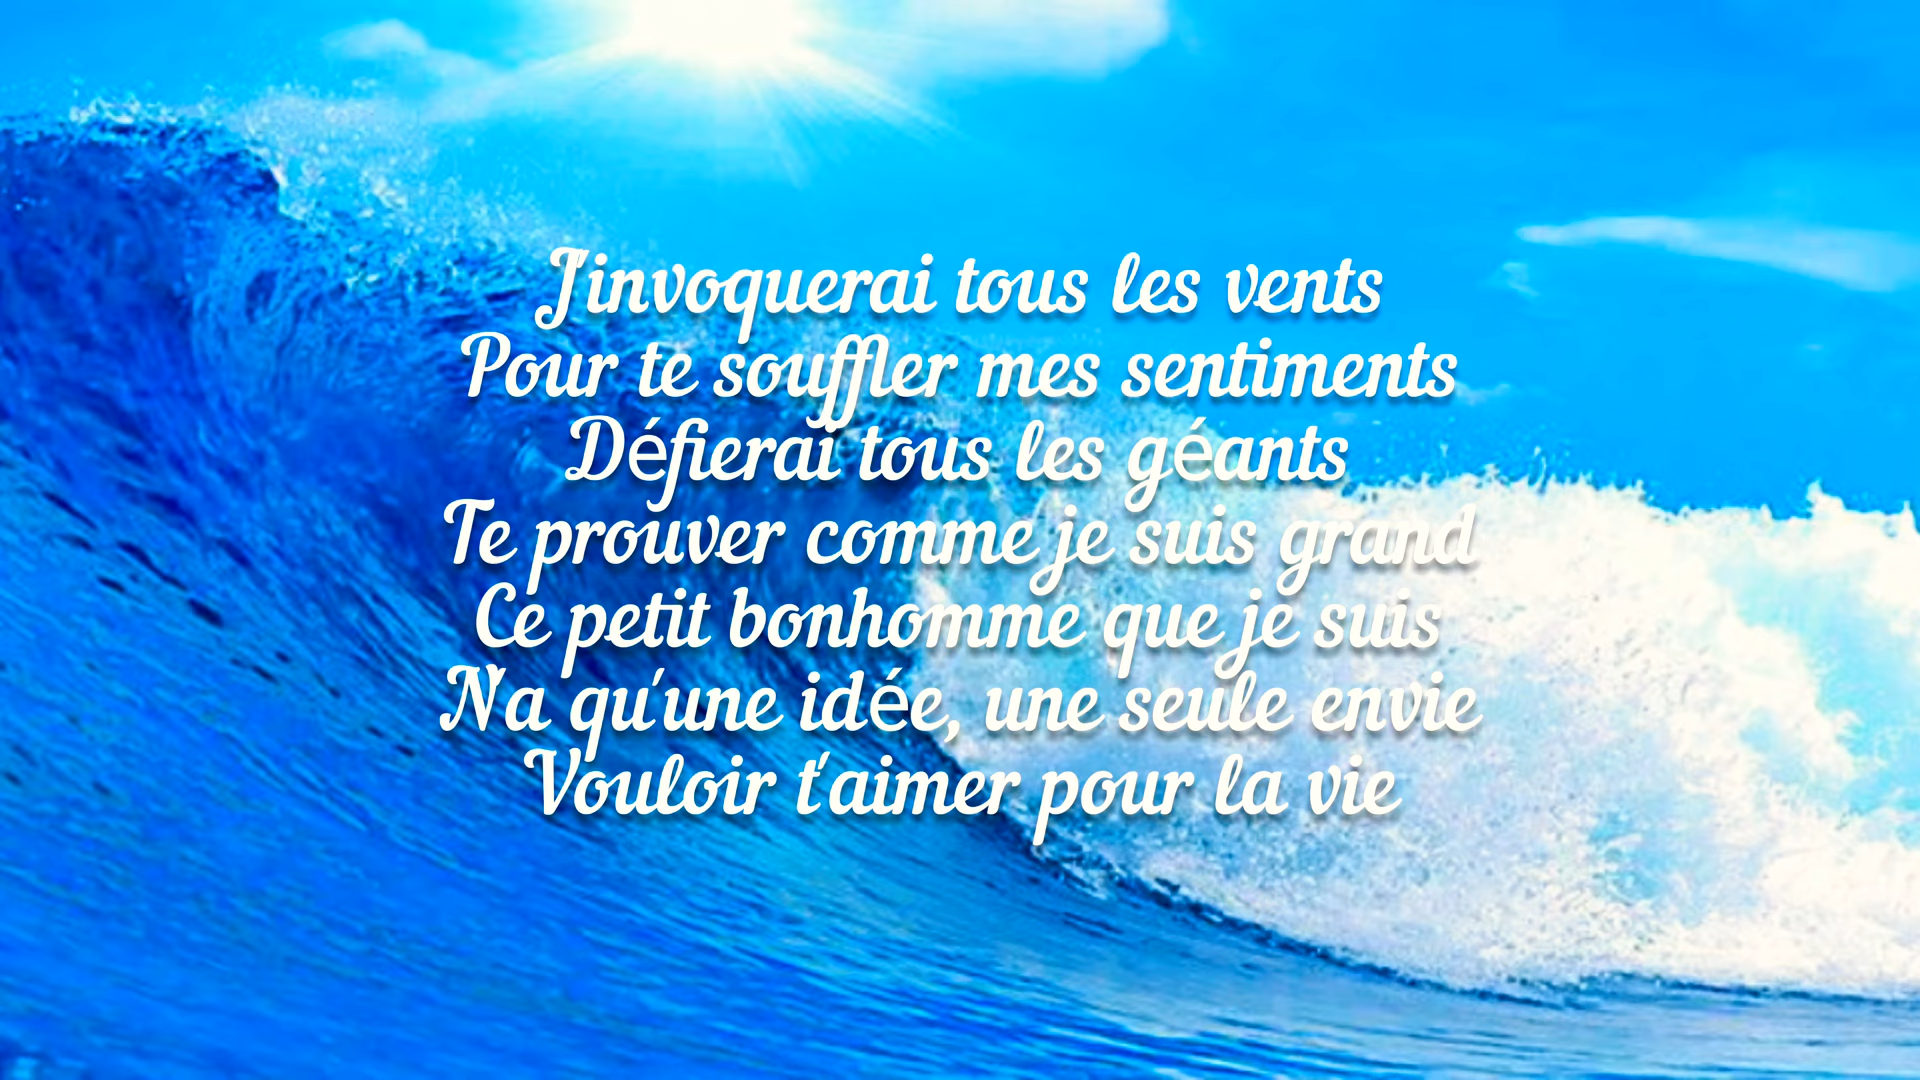 J'invoquerai tous les vents
Pour te souffler mes sentiments
Défierai tous les géants
Te prouver comme je suis grand
Ce petit bonhomme que je suis
N'a qu'une idée, une seule envie
Vouloir t'aimer pour la vie